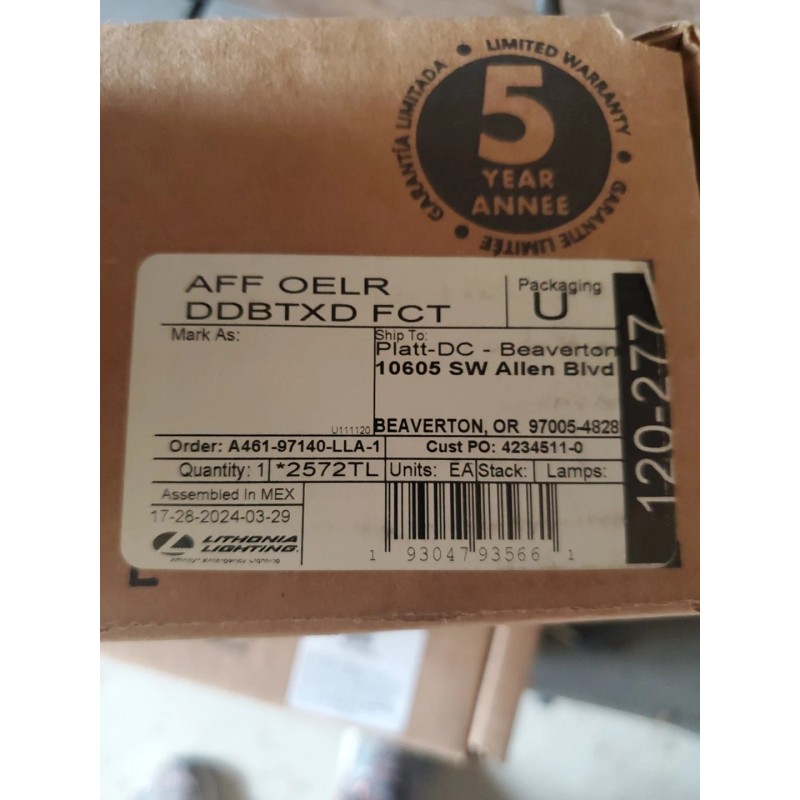 LIMITED WARRANTY
GARANTÍA LIMITADA
GARANTIE LIMITÉE
5
YEAR
ANNÉE
AFF OELR
DDBTXD FCT
Packaging
U
Mark As:
Ship To:
Platt-DC - Beaverton
10605 SW Allen Blvd
U111120
BEAVERTON, OR 97005-4828
Order: A461-97140-LLA-1
Cust PO: 4234511-0
Quantity: 1
*2572TL
Units: EA
Stack:
Lamps:
Assembled In MEX
17-28-2024-03-29
LITHONIA
LIGHTING®
Affinity® Emergency Lighting
1 93047 93566 1
120-277